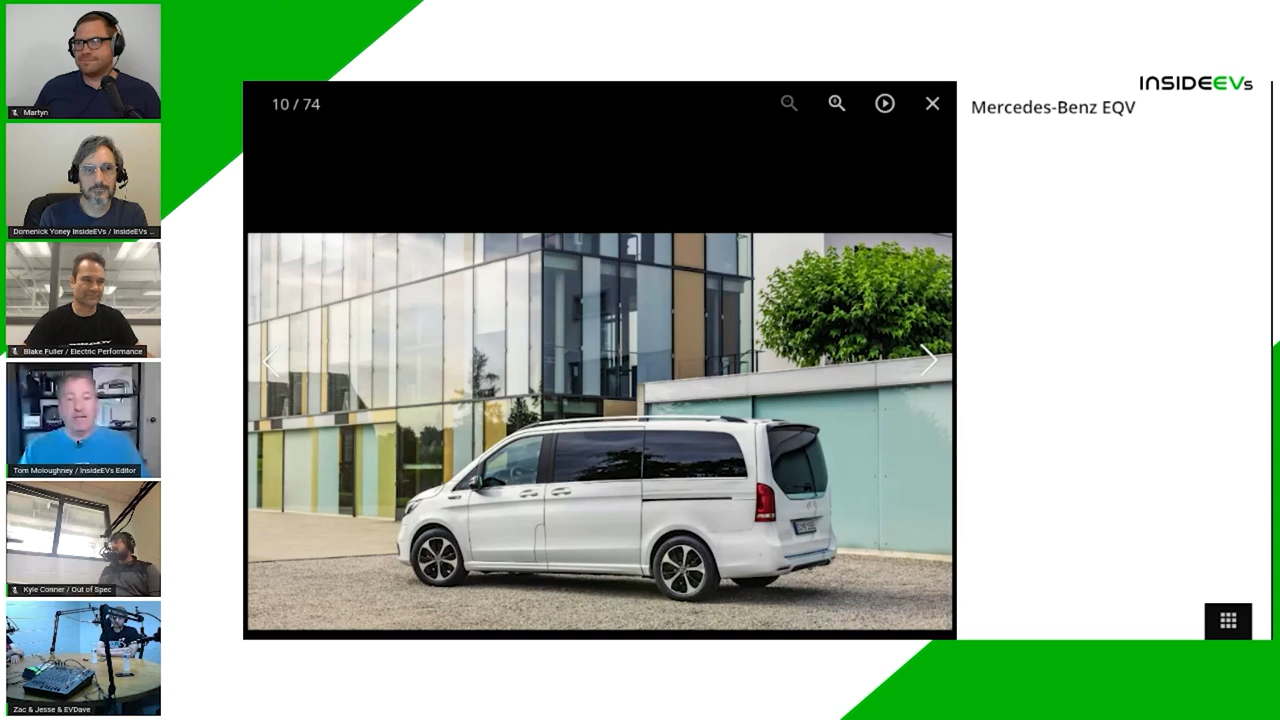 Martyn
Domenick Yoney InsideEVs / InsideEVs ...
Blake Fuller / Electric Performance
Tom Moloughney / InsideEVs Editor
Kyle Conner / Out of Spec
Zac & Jesse & EVDave
10 / 74
INSIDEEVs
Mercedes-Benz EQV